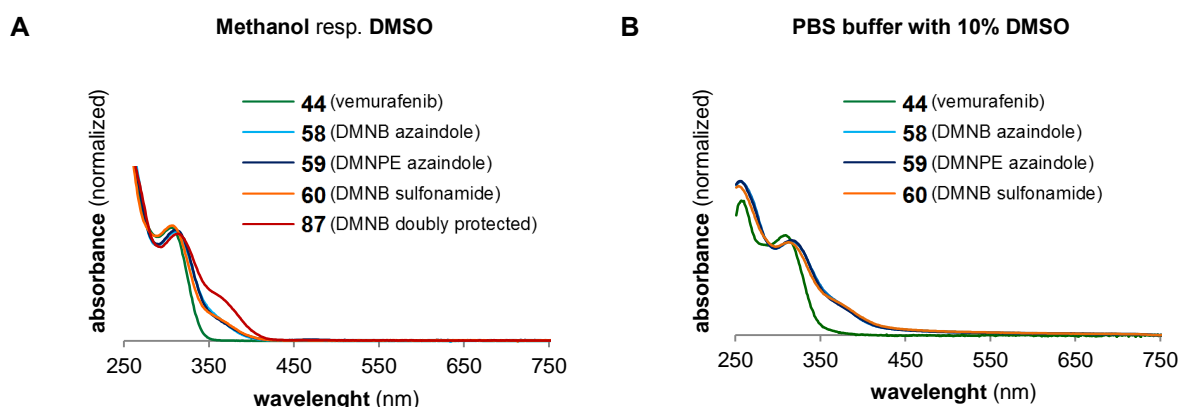 A
Methanol resp. DMSO
absorbance (normalized)
44 (vemurafenib)
58 (DMNB azaindole)
59 (DMNPE azaindole)
60 (DMNB sulfonamide)
87 (DMNB doubly protected)
250 350 450 550 650 750
wavelenght (nm)
B
PBS buffer with 10% DMSO
absorbance (normalized)
44 (vemurafenib)
58 (DMNB azaindole)
59 (DMNPE azaindole)
60 (DMNB sulfonamide)
250 350 450 550 650 750
wavelenght (nm)